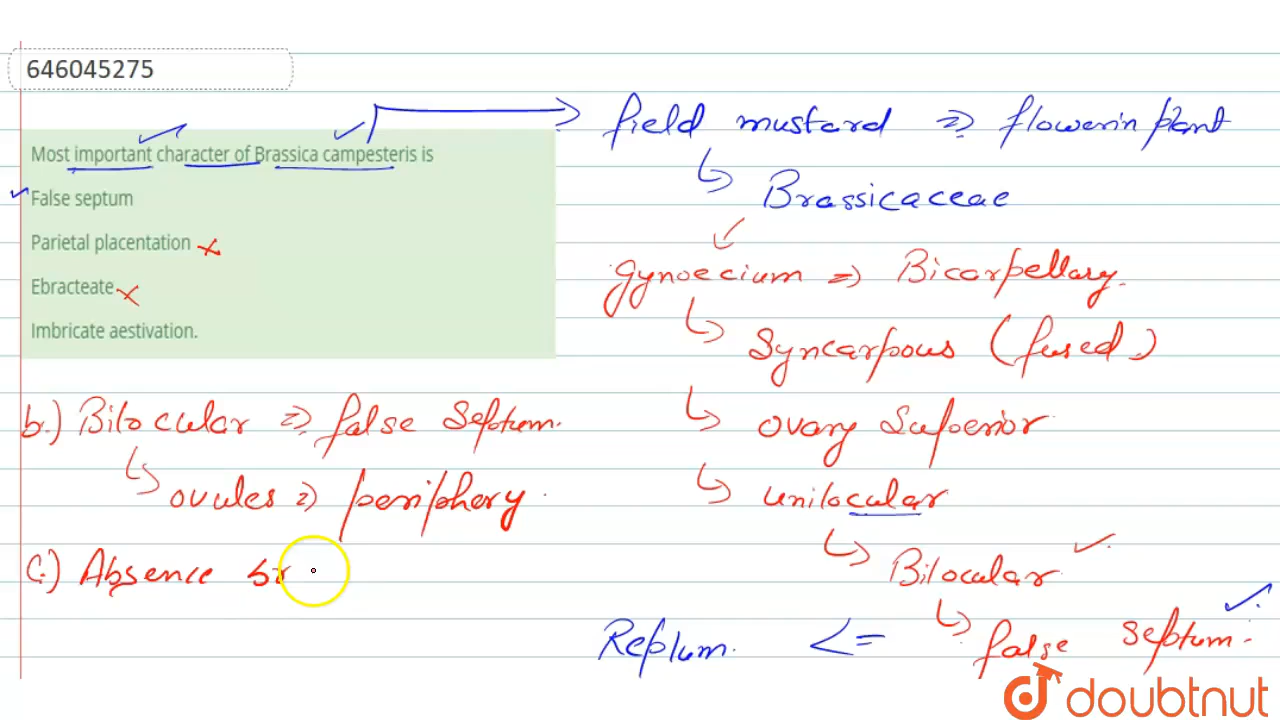 646045275
Most important character of Brassica campesteris is
False septum
Parietal placentation
Ebracteate
Imbricate aestivation.
field mustard ⇒ flowerin plant
Brassicaceae
Gynoecium ⇒ Bicarpellary.
Syncarpous (fused.)
ovary Superior
unilocular
Bilocular
false septum.
Replum. <=
b.) Bilocular ⇒ false septum.
ovules ⇒ periphery.
C.) Absence br
doubtnut